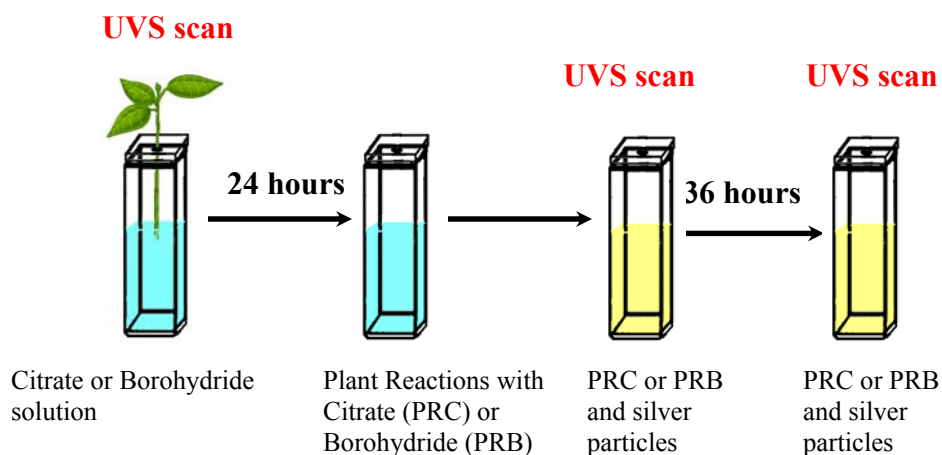 UVS scan
UVS scan
UVS scan
24 hours
36 hours
Citrate or Borohydride
solution
Plant Reactions with
Citrate (PRC) or
Borohydride (PRB)
PRC or PRB
and silver
particles
PRC or PRB
and silver
particles